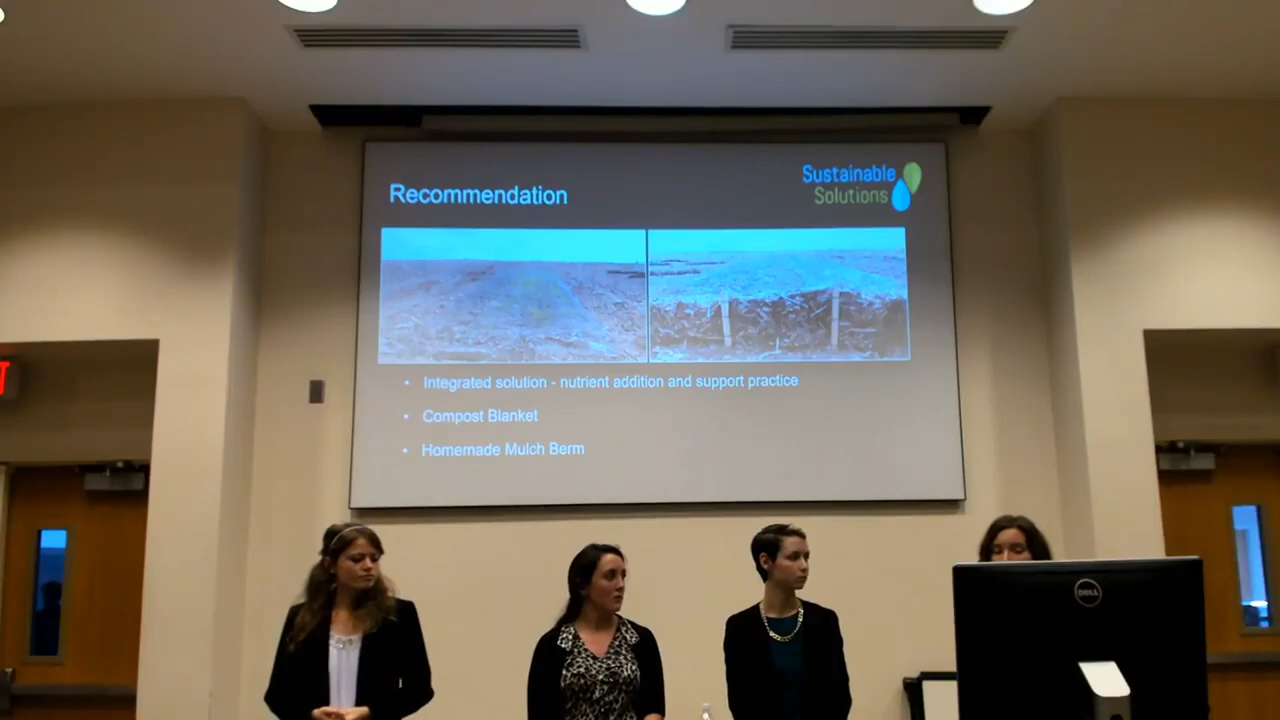 Sustainable
Solutions
Recommendation
• Integrated solution - nutrient addition and support practice
• Compost Blanket
• Homemade Mulch Berm
DELL